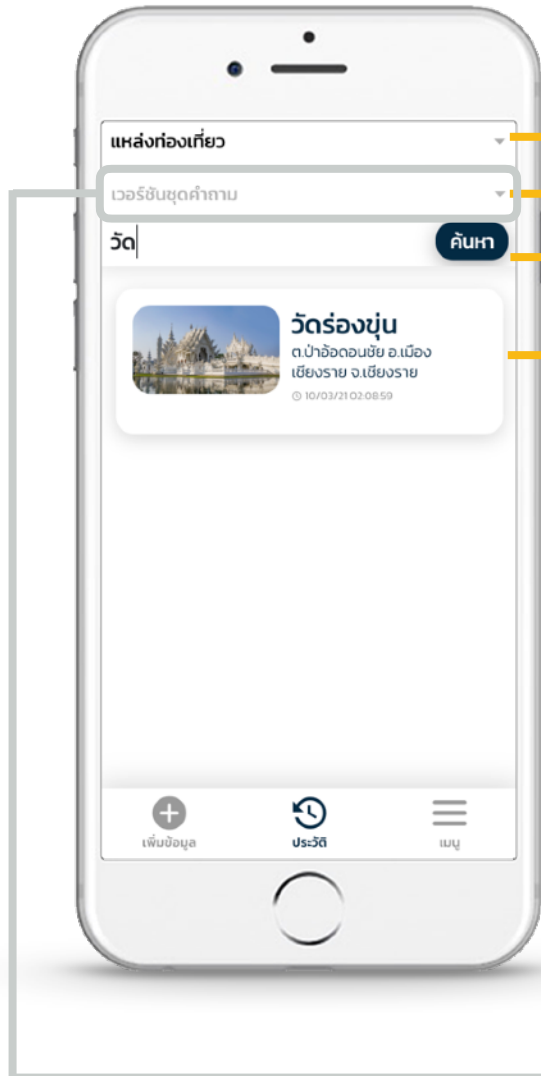 แหล่งท่องเที่ยว
เวอร์ชันชุดคำถาม
วัด
ค้นหา
วัดร่องขุ่น
ต.ป่าอ้อดอนชัย อ.เมือง
เชียงราย จ.เชียงราย
10/03/21 02:08:59
เพิ่มข้อมูล
ประวัติ
เมนู